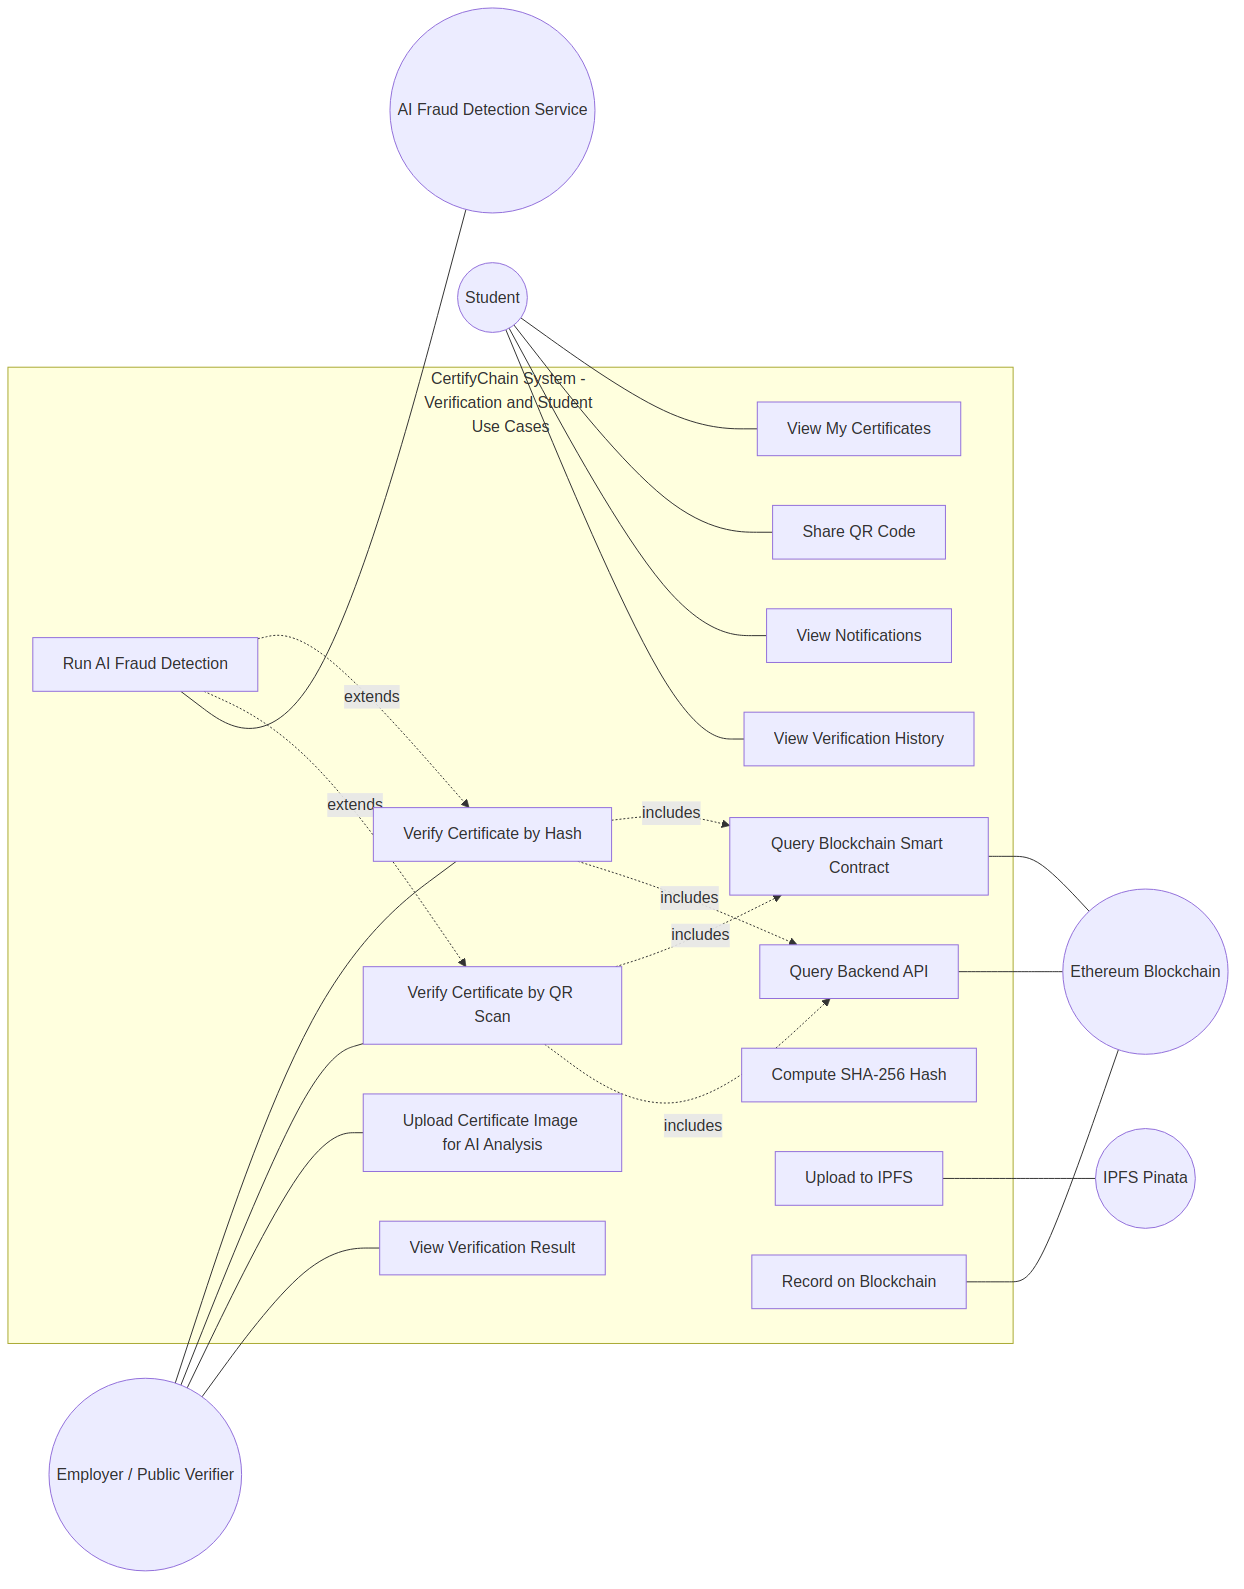 AI Fraud Detection Service
Student
CertifyChain System -
Verification and Student
Use Cases
View My Certificates
Share QR Code
View Notifications
Run AI Fraud Detection
extends
View Verification History
extends
Verify Certificate by Hash
includes
Query Blockchain Smart
Contract
includes
includes
Query Backend API
Ethereum Blockchain
Verify Certificate by QR
Scan
Compute SHA-256 Hash
includes
Upload Certificate Image
for AI Analysis
Upload to IPFS
IPFS Pinata
View Verification Result
Record on Blockchain
Employer / Public Verifier